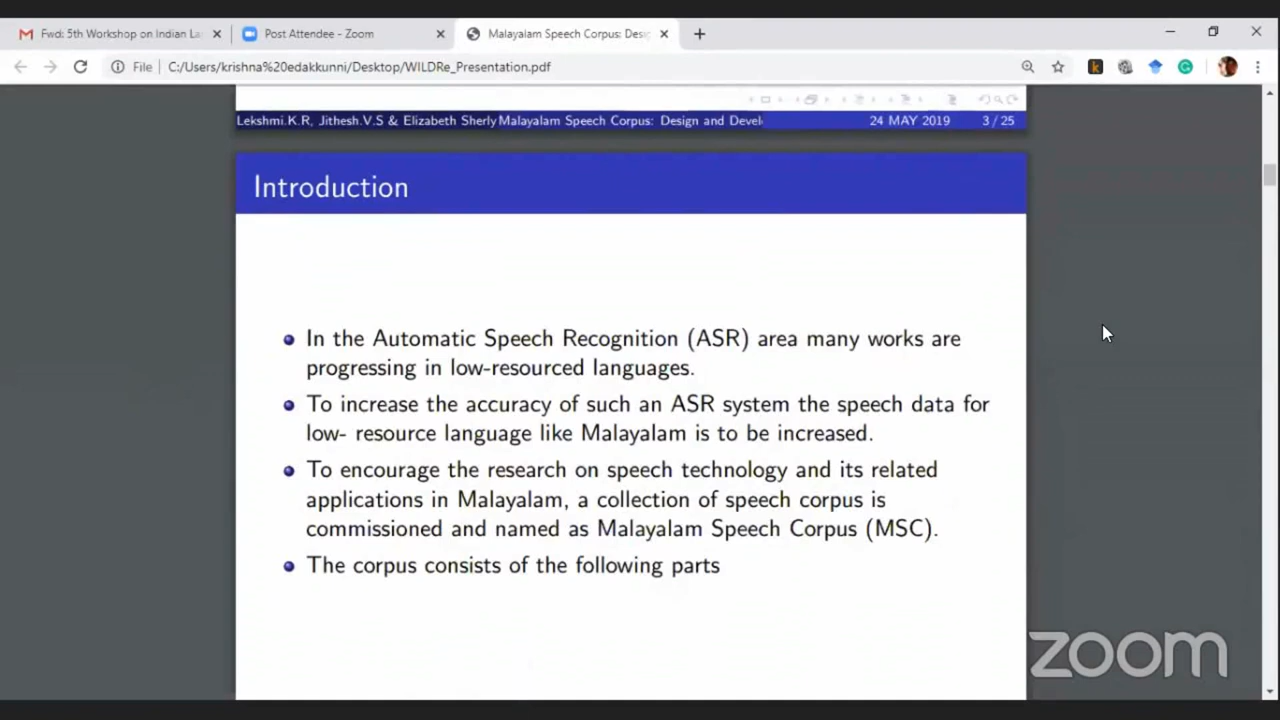 Fwd: 5th Workshop on Indian La
Post Attendee - Zoom
Malayalam Speech Corpus: Desi
File
C:/Users/krishna%20edakkunni/Desktop/WILDRe_Presentation.pdf
Lekshmi.K.R, Jithesh.V.S & Elizabeth Sherly Malayalam Speech Corpus: Design and Devel
24 MAY 2019
3 / 25
Introduction
In the Automatic Speech Recognition (ASR) area many works are
progressing in low-resourced languages.
To increase the accuracy of such an ASR system the speech data for
low- resource language like Malayalam is to be increased.
To encourage the research on speech technology and its related
applications in Malayalam, a collection of speech corpus is
commissioned and named as Malayalam Speech Corpus (MSC).
The corpus consists of the following parts
zoom